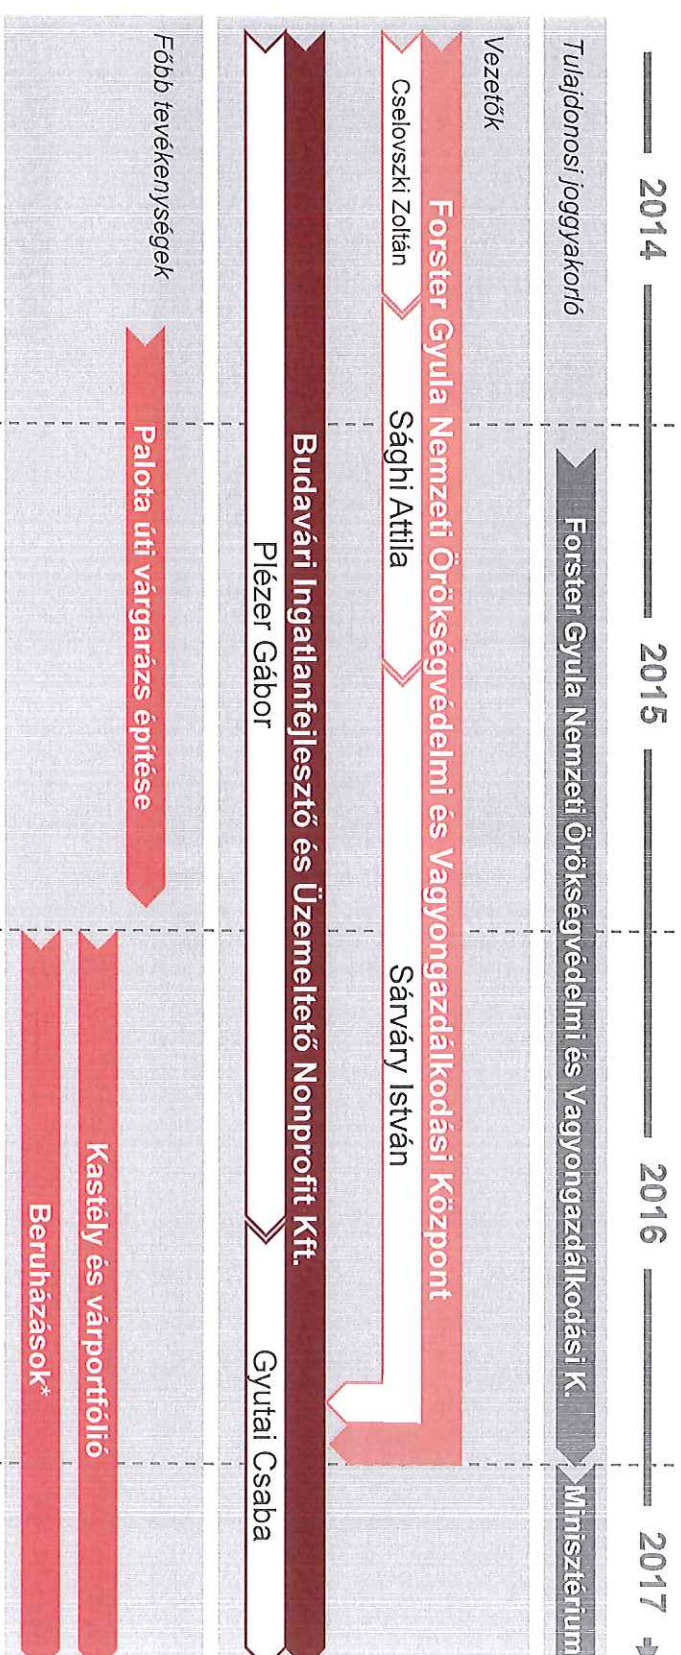 2014
2015
2016
2017
Tulajdonosi joggyakorló
Forster Gyula Nemzeti Örökségvédelmi és Vagyongazdálkodási K.
Minisztérium
Vezetők
Forster Gyula Nemzeti Örökségvédelmi és Vagyongazdálkodási Központ
Cselovszki Zoltán
Sághi Attila
Sárváry István
Budavári Ingatlanfejlesztő és Üzemeltető Nonprofit Kft.
Plézer Gábor
Gyutai Csaba
Főbb tevékenységek
Palota úti várgarázs építése
Kastély és várportfólió
Beruházások*